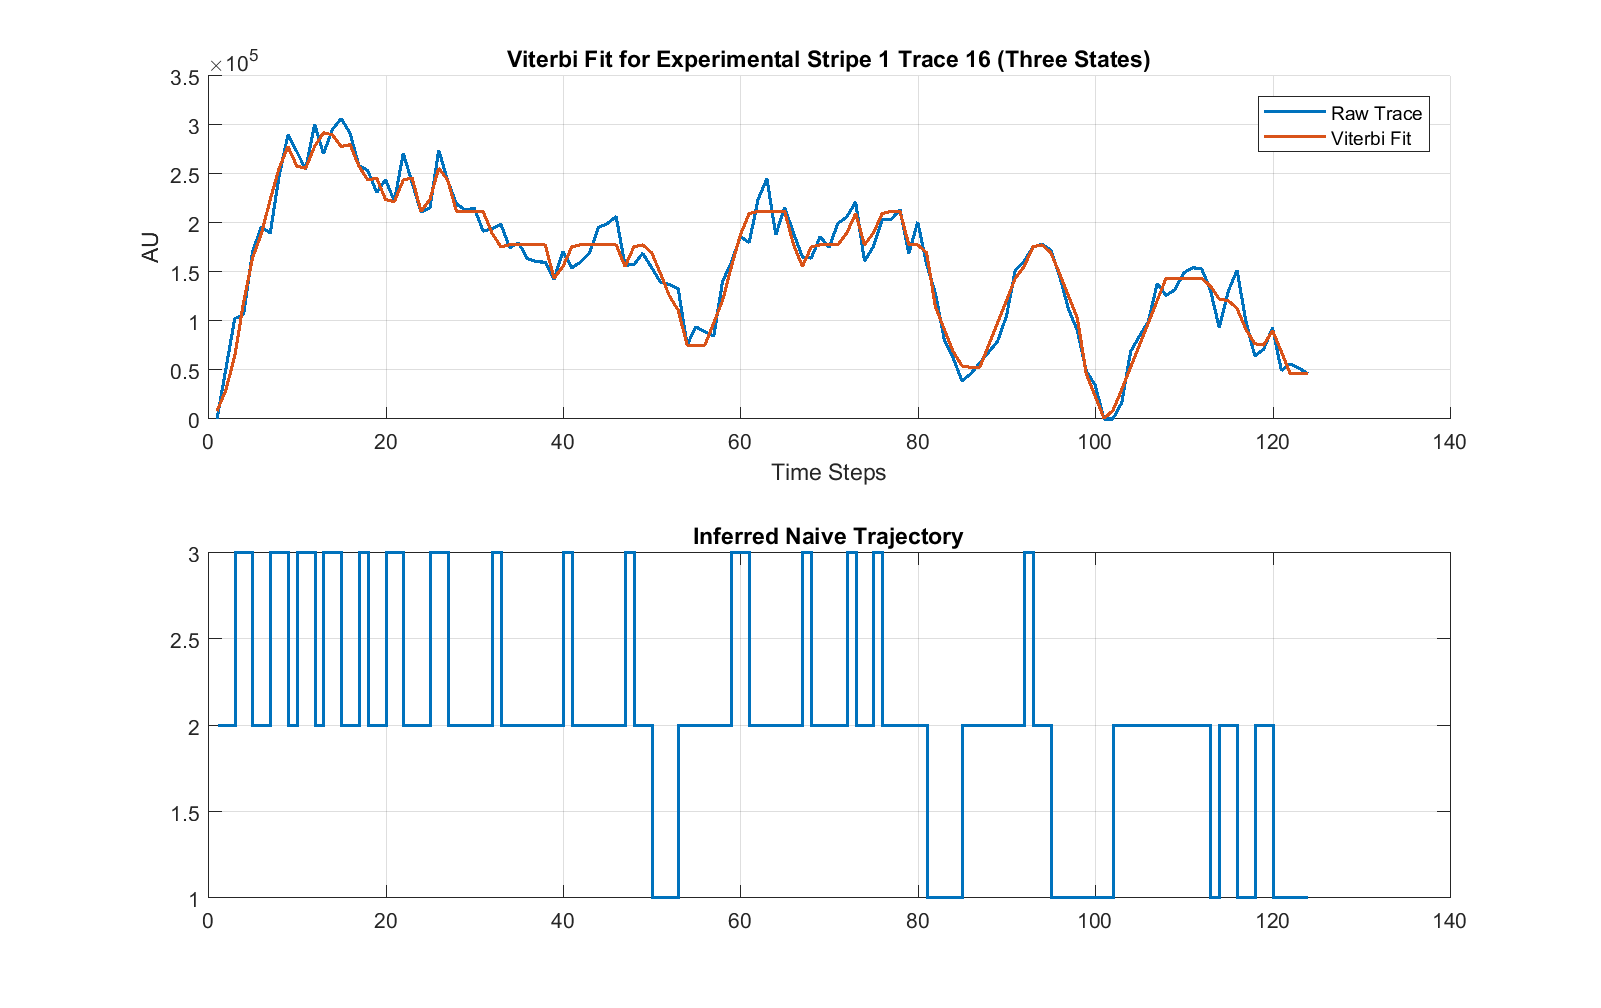 Viterbi Fit for Experimental Stripe 1 Trace 16 (Three States)
×10^5
3.5
3
2.5
2
1.5
1
0.5
0
AU
Raw Trace
Viterbi Fit
0 20 40 60 80 100 120 140
Time Steps
Inferred Naive Trajectory
3
2.5
2
1.5
1
0 20 40 60 80 100 120 140